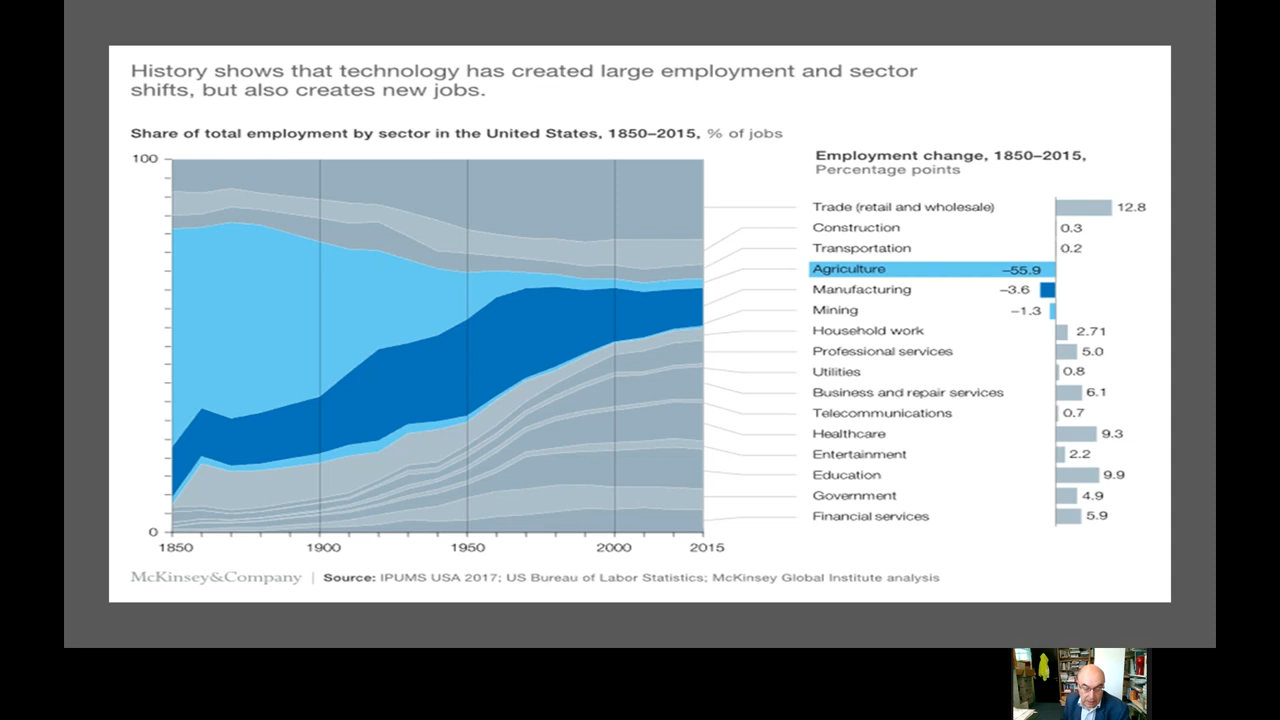 History shows that technology has created large employment and sector
shifts, but also creates new jobs.
Share of total employment by sector in the United States, 1850–2015, % of jobs
100
0
1850
1900
1950
2000
2015
Employment change, 1850–2015,
Percentage points
Trade (retail and wholesale) 12.8
Construction 0.3
Transportation 0.2
Agriculture –55.9
Manufacturing –3.6
Mining –1.3
Household work 2.71
Professional services 5.0
Utilities 0.8
Business and repair services 6.1
Telecommunications 0.7
Healthcare 9.3
Entertainment 2.2
Education 9.9
Government 4.9
Financial services 5.9
McKinsey&Company | Source: IPUMS USA 2017; US Bureau of Labor Statistics; McKinsey Global Institute analysis